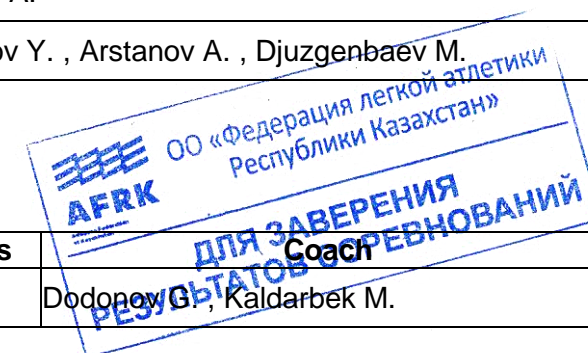 ov Y. , Arstanov A. , Djuzgenbaev M.
ОО «Федерация легкой атлетики
Республики Казахстан»
AFRK
ДЛЯ ЗАВЕРЕНИЯ
РЕЗУЛЬТАТОВ СОРЕВНОВАНИЙ
s Coach
Dodonov G. , Kaldarbek M.